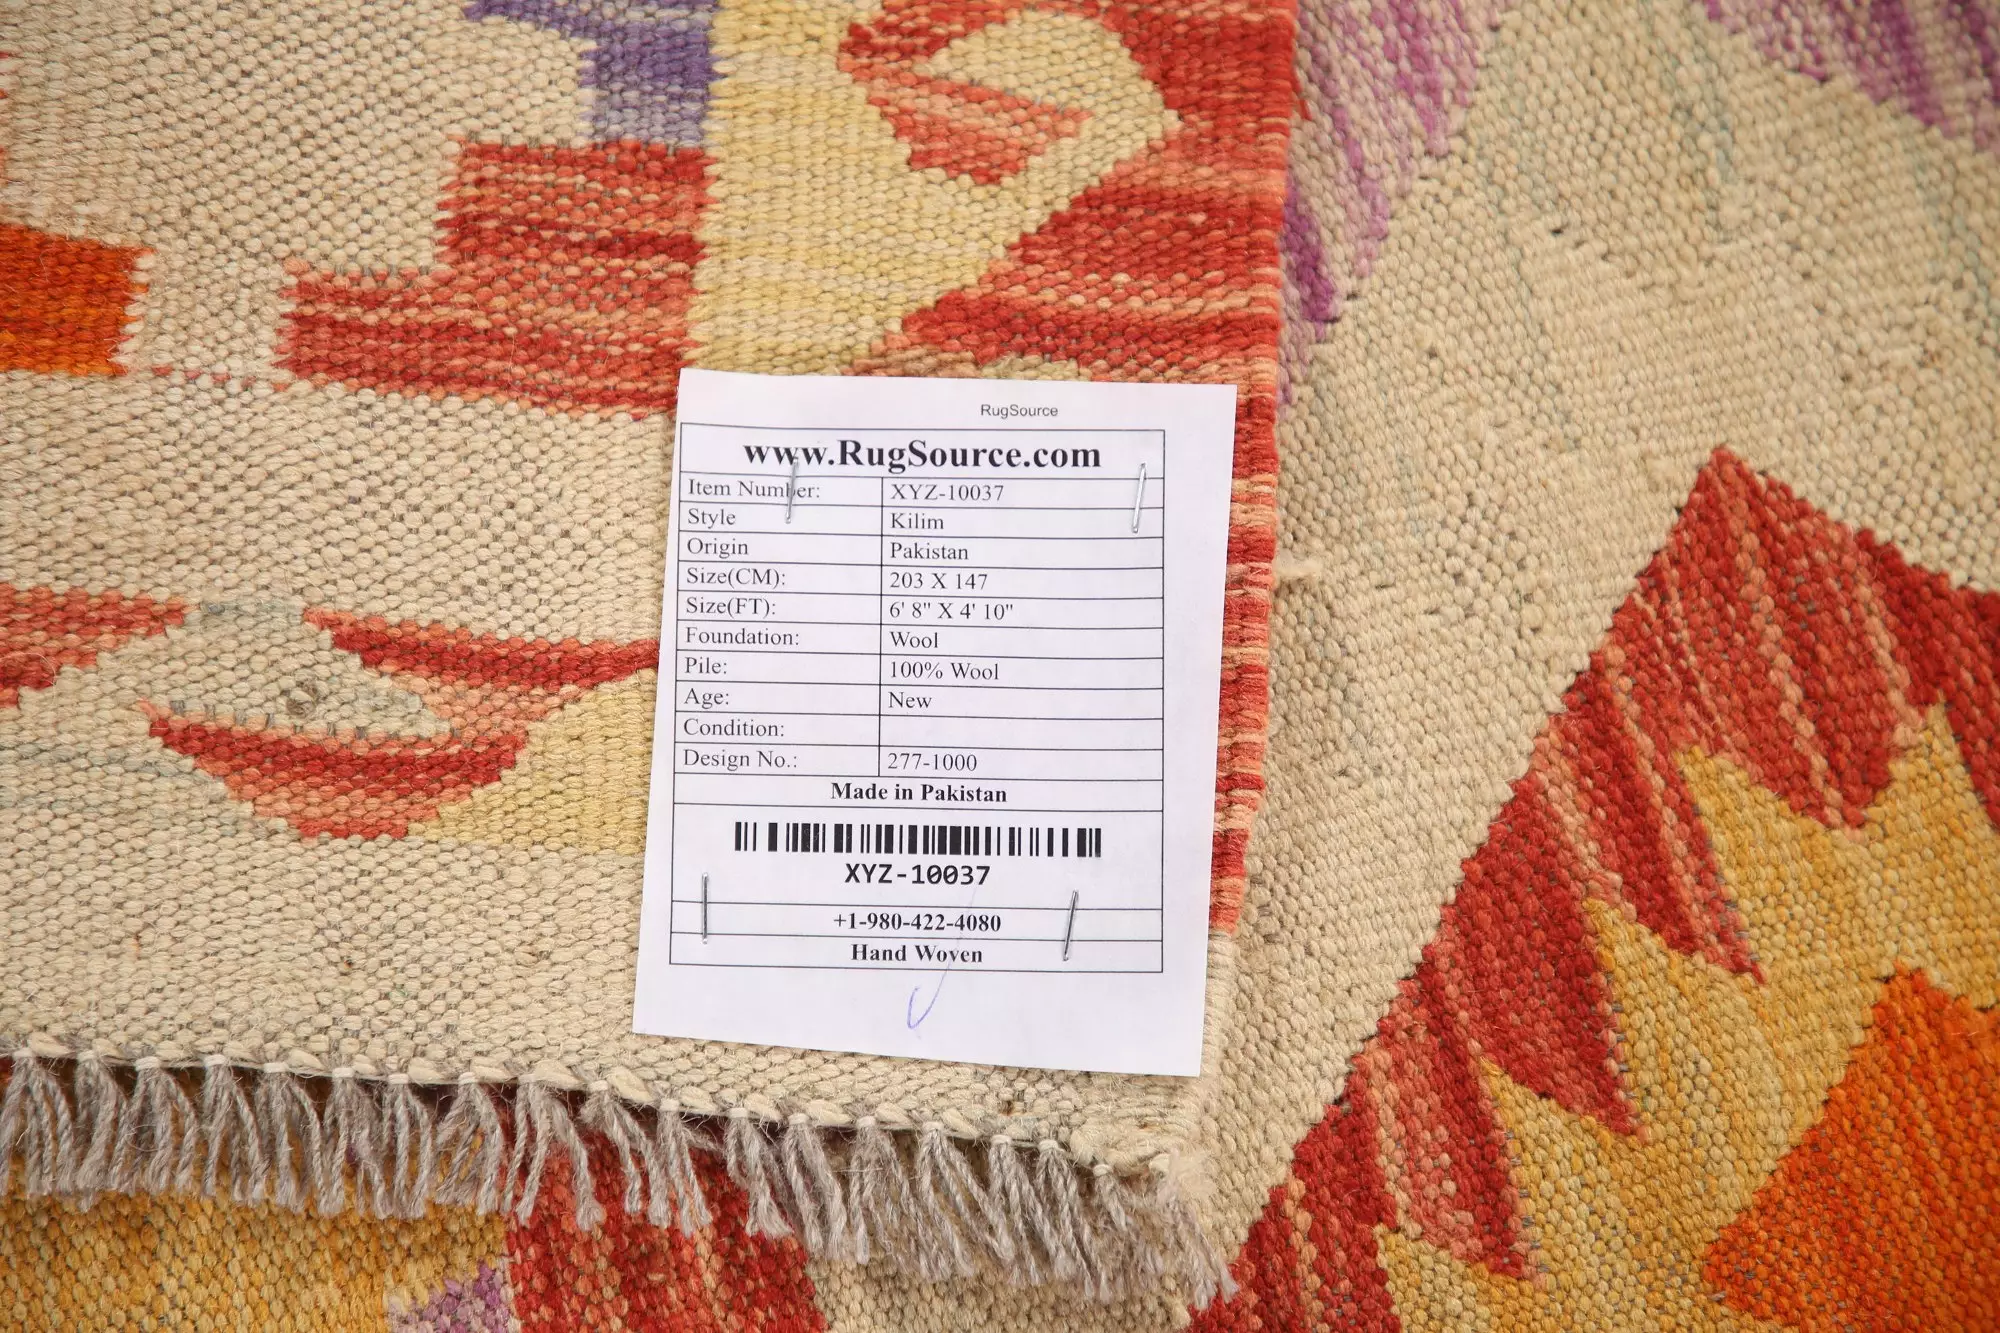 RugSource
www.RugSource.com
Item Number: XYZ-10037
Style Kilim
Origin Pakistan
Size(CM): 203 X 147
Size(FT): 6' 8" X 4' 10"
Foundation: Wool
Pile: 100% Wool
Age: New
Condition:
Design No.: 277-1000
Made in Pakistan
XYZ-10037
+1-980-422-4080
Hand Woven